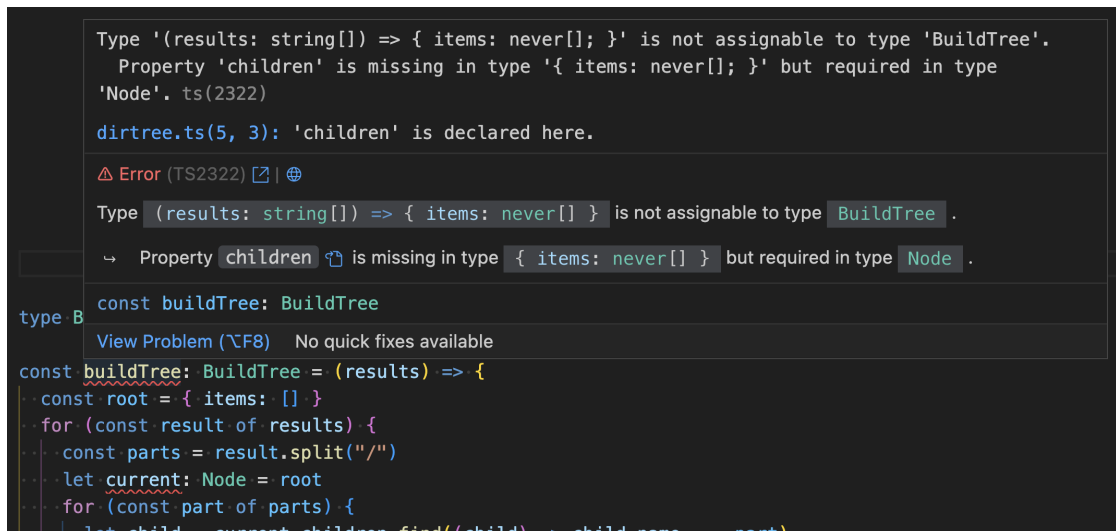 Type '(results: string[]) => { items: never[]; }' is not assignable to type 'BuildTree'.
Property 'children' is missing in type '{ items: never[]; }' but required in type
'Node'. ts(2322)
dirtree.ts(5, 3): 'children' is declared here.
Error (TS2322) |
Type (results: string[]) => { items: never[] } is not assignable to type BuildTree .
↪ Property children is missing in type { items: never[] } but required in type Node .
const buildTree: BuildTree
type B
View Problem (⌥F8) No quick fixes available
const buildTree: BuildTree = (results) => {
const root = { items: [] }
for (const result of results) {
const parts = result.split("/")
let current: Node = root
for (const part of parts) {